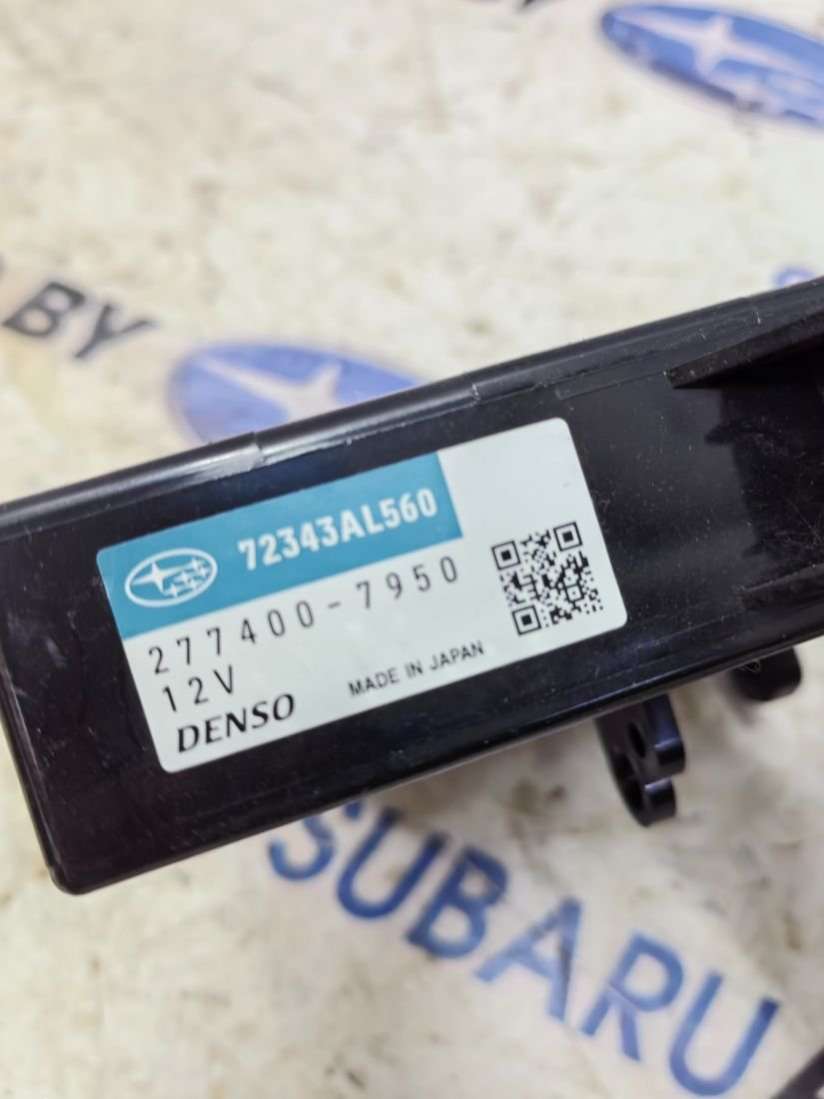 BY
72343AL560
277400-7950
12V
DENSO
MADE IN JAPAN
SUBARU